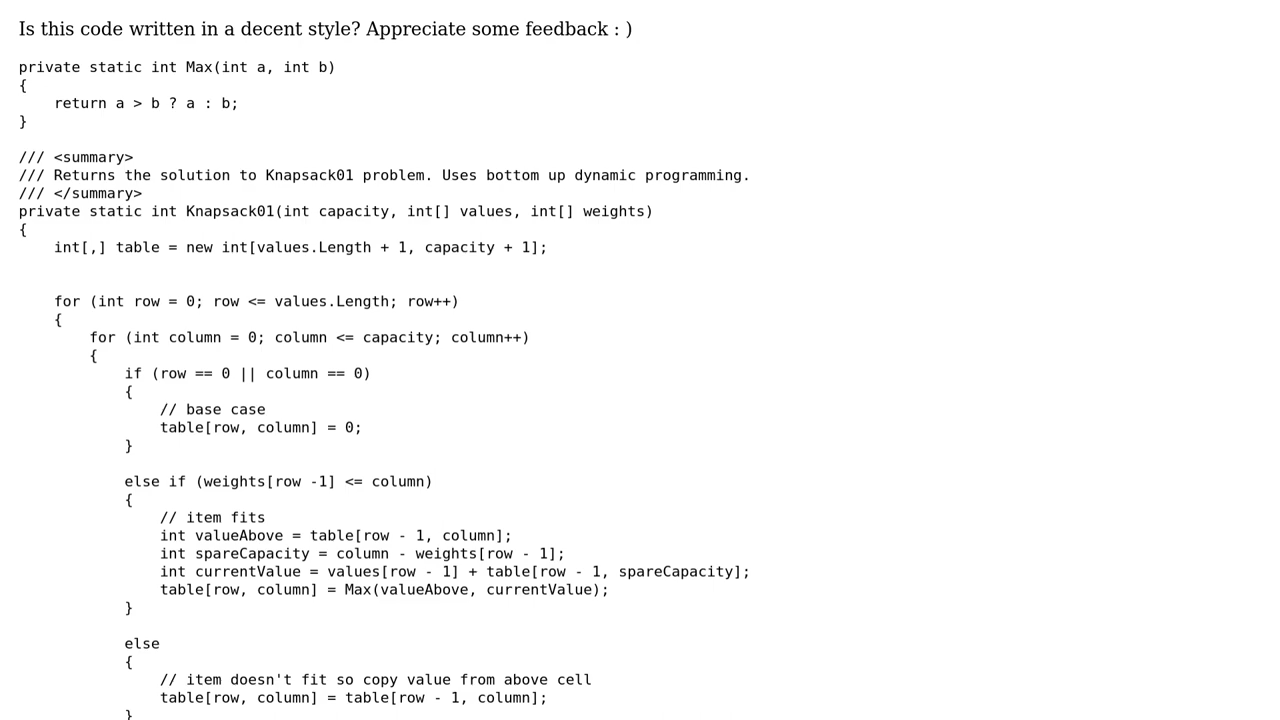 Is this code written in a decent style? Appreciate some feedback : )
private static int Max(int a, int b)
{
    return a > b ? a : b;
}
/// <summary>
/// Returns the solution to Knapsack01 problem. Uses bottom up dynamic programming.
/// </summary>
private static int Knapsack01(int capacity, int[] values, int[] weights)
{
    int[,] table = new int[values.Length + 1, capacity + 1];
    for (int row = 0; row <= values.Length; row++)
    {
        for (int column = 0; column <= capacity; column++)
        {
            if (row == 0 || column == 0)
            {
                // base case
                table[row, column] = 0;
            }
            else if (weights[row -1] <= column)
            {
                // item fits
                int valueAbove = table[row - 1, column];
                int spareCapacity = column - weights[row - 1];
                int currentValue = values[row - 1] + table[row - 1, spareCapacity];
                table[row, column] = Max(valueAbove, currentValue);
            }
            else
            {
                // item doesn't fit so copy value from above cell
                table[row, column] = table[row - 1, column];
            }